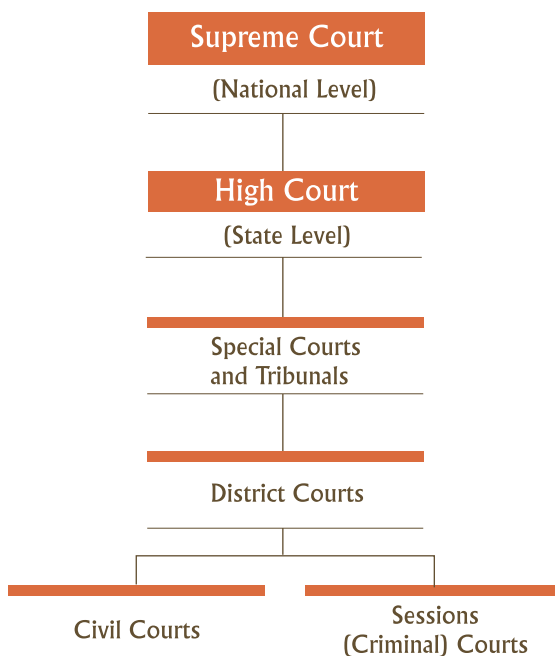 Supreme Court
(National Level)
High Court
(State Level)
Special Courts
and Tribunals
District Courts
Civil Courts
Sessions
(Criminal) Courts